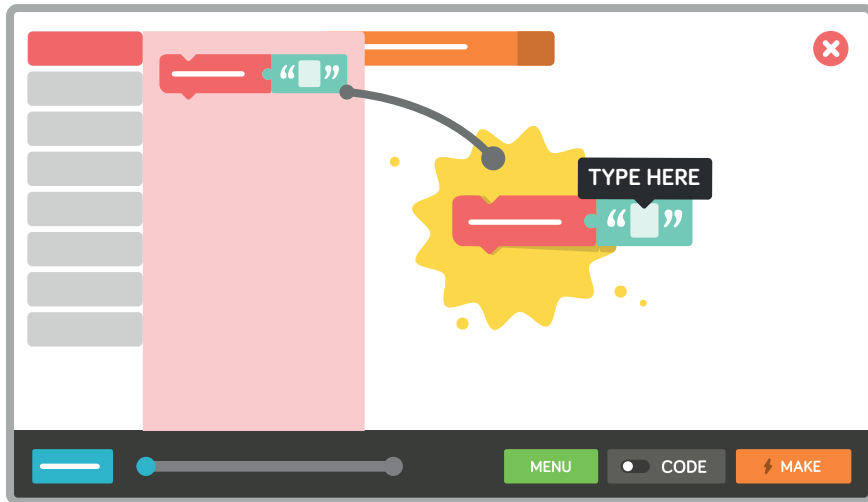 “ ”
TYPE HERE
“ ”
MENU
CODE
MAKE